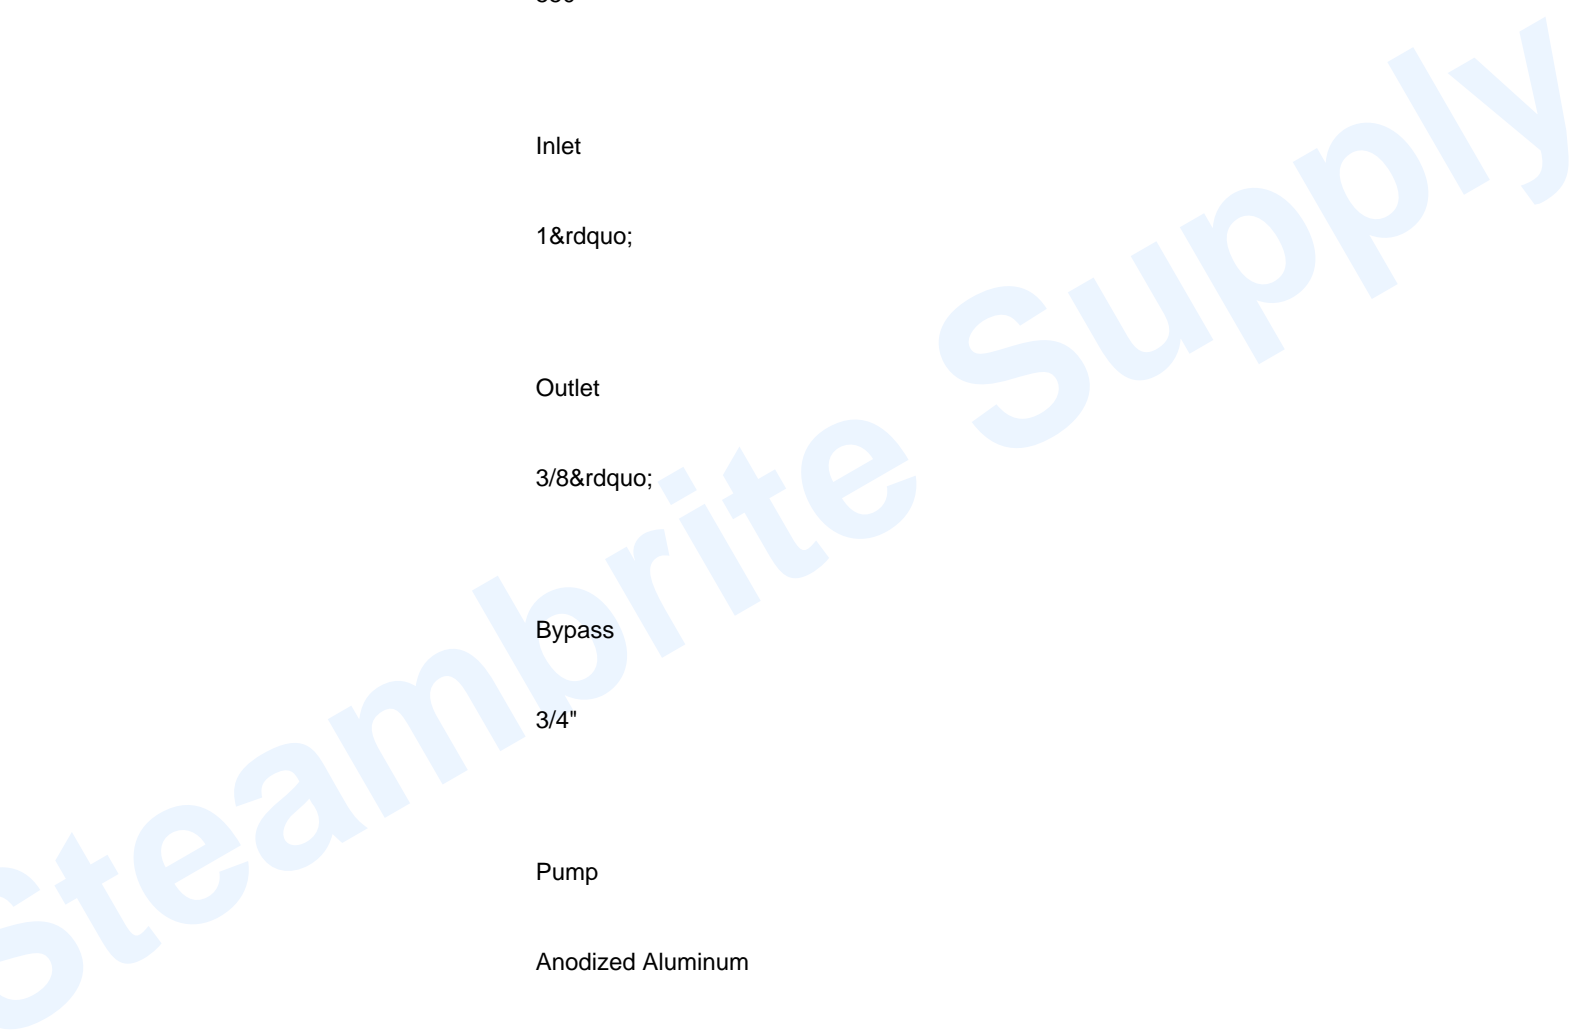 Inlet
1&rdquo;
Outlet
3/8&rdquo;
Bypass
3/4"
Pump
Anodized Aluminum
Steambrite Supply